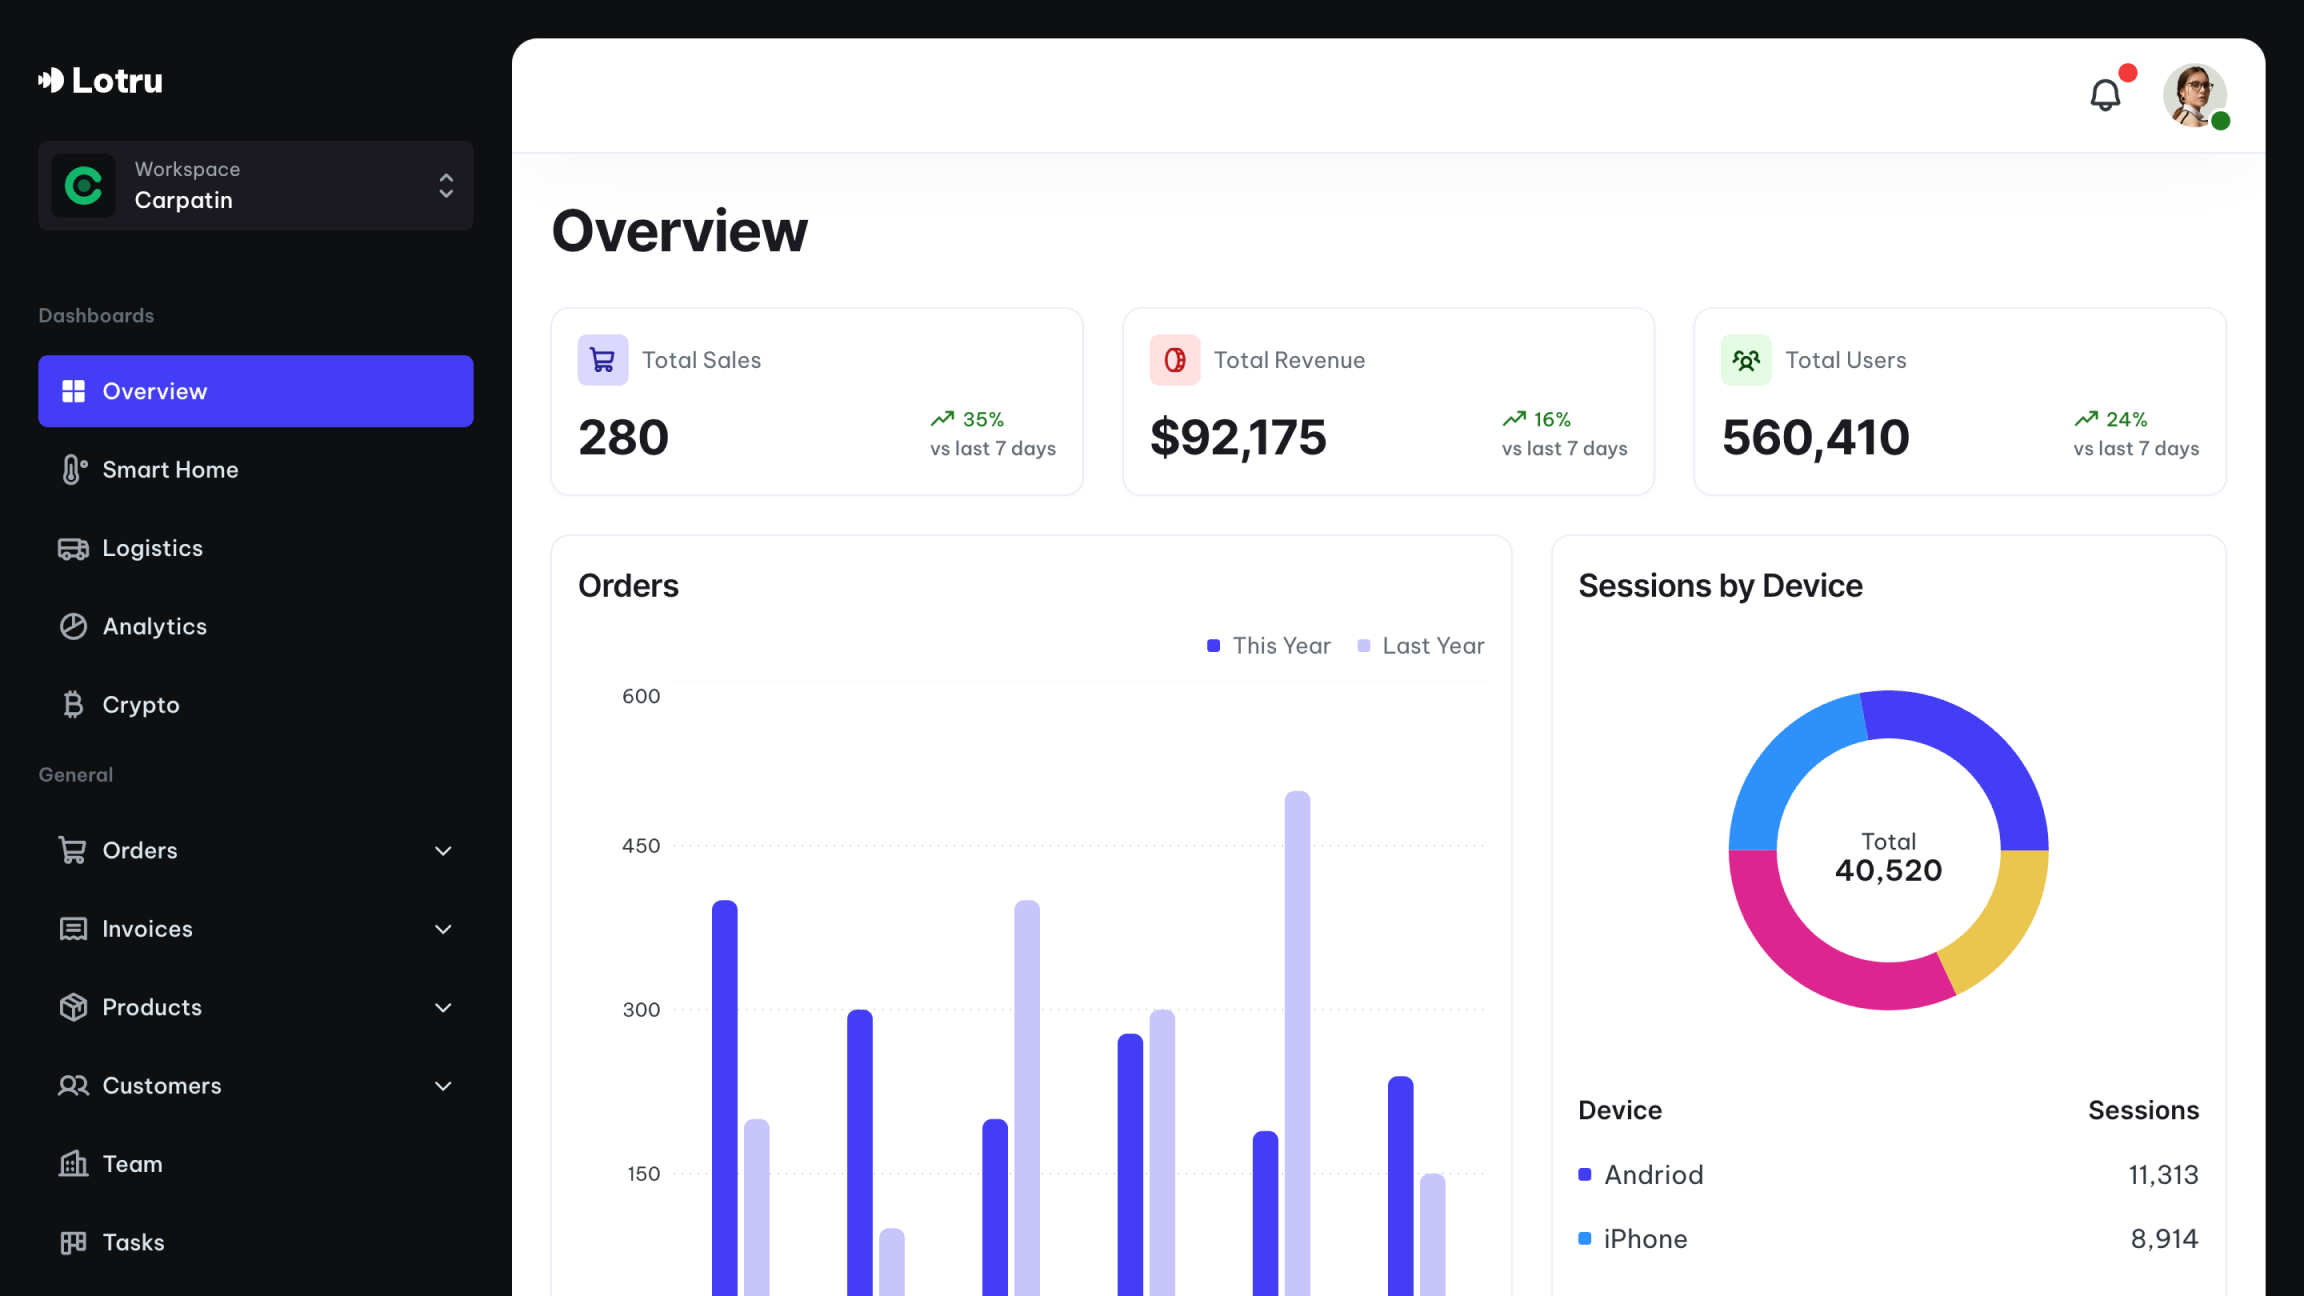 Lotru
Workspace
Carpatin
Dashboards
Overview
Smart Home
Logistics
Analytics
Crypto
General
Orders
Invoices
Products
Customers
Team
Tasks
Overview
Total Sales
280
35%
vs last 7 days
Total Revenue
$92,175
16%
vs last 7 days
Total Users
560,410
24%
vs last 7 days
Orders
This Year
Last Year
600
450
300
150
Sessions by Device
Total
40,520
Device Sessions
Andriod 11,313
iPhone 8,914